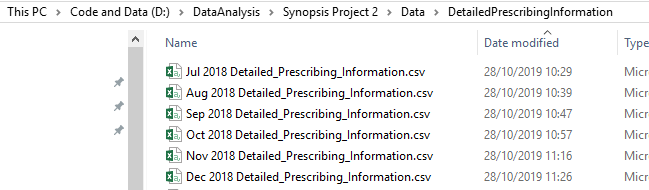 This PC > Code and Data (D:) > DataAnalysis > Synopsis Project 2 > Data > DetailedPrescribingInformation
Name Date modified Type
Jul 2018 Detailed_Prescribing_Information.csv 28/10/2019 10:29 Micr
Aug 2018 Detailed_Prescribing_Information.csv 28/10/2019 10:39 Micr
Sep 2018 Detailed_Prescribing_Information.csv 28/10/2019 10:47 Micr
Oct 2018 Detailed_Prescribing_Information.csv 28/10/2019 10:57 Micr
Nov 2018 Detailed_Prescribing_Information.csv 28/10/2019 11:16 Micr
Dec 2018 Detailed_Prescribing_Information.csv 28/10/2019 11:26 Micr